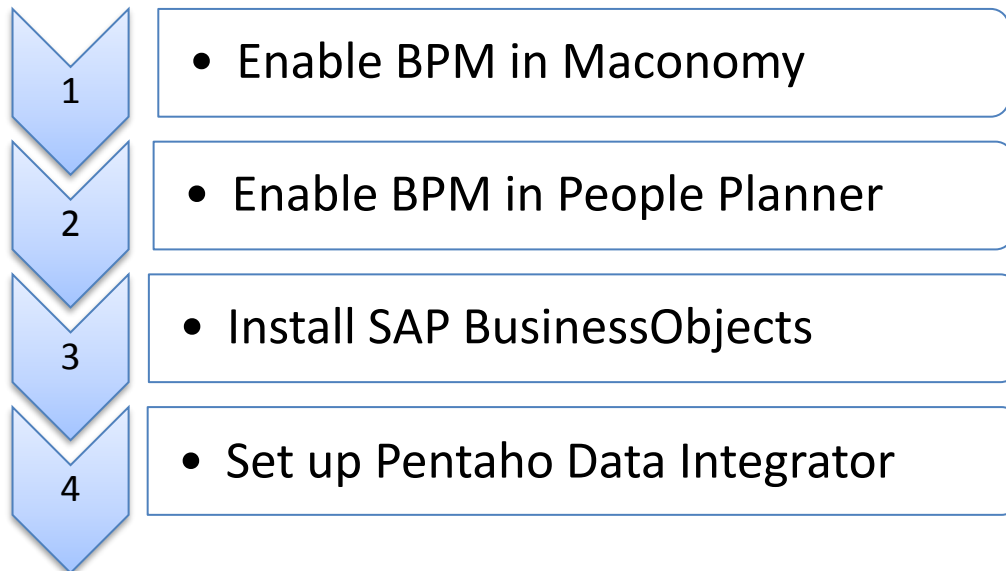 1
• Enable BPM in Maconomy
2
• Enable BPM in People Planner
3
• Install SAP BusinessObjects
4
• Set up Pentaho Data Integrator